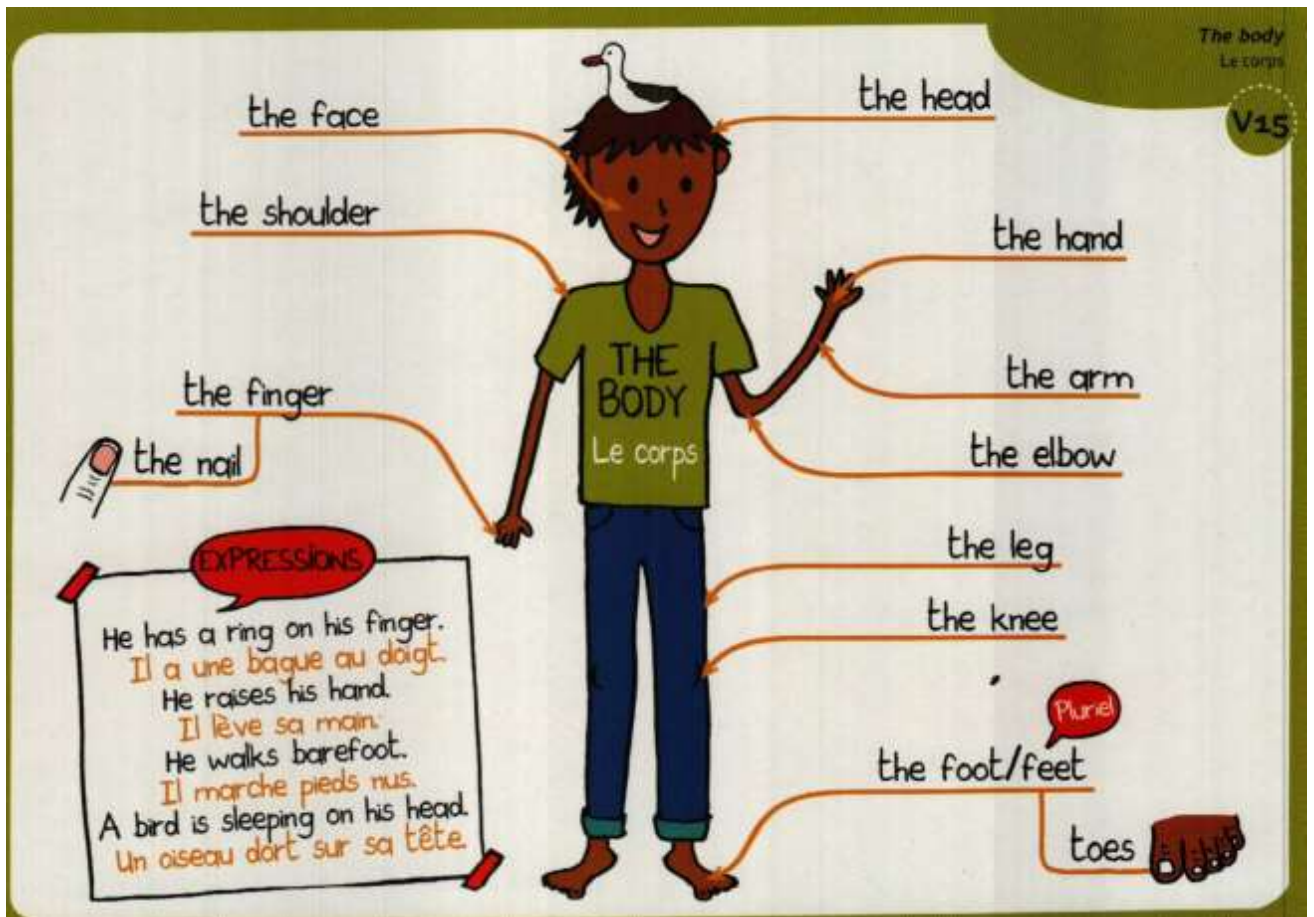 The body
Le corps
V15
the face
the head
the shoulder
the hand
the finger
the nail
the arm
the elbow
THE
BODY
Le corps
the leg
the knee
Pluriel
the foot/feet
toes
EXPRESSIONS
He has a ring on his finger.
Il a une bague au doigt.
He raises his hand.
Il lève sa main.
He walks barefoot.
Il marche pieds nus.
A bird is sleeping on his head.
Un oiseau dort sur sa tête.